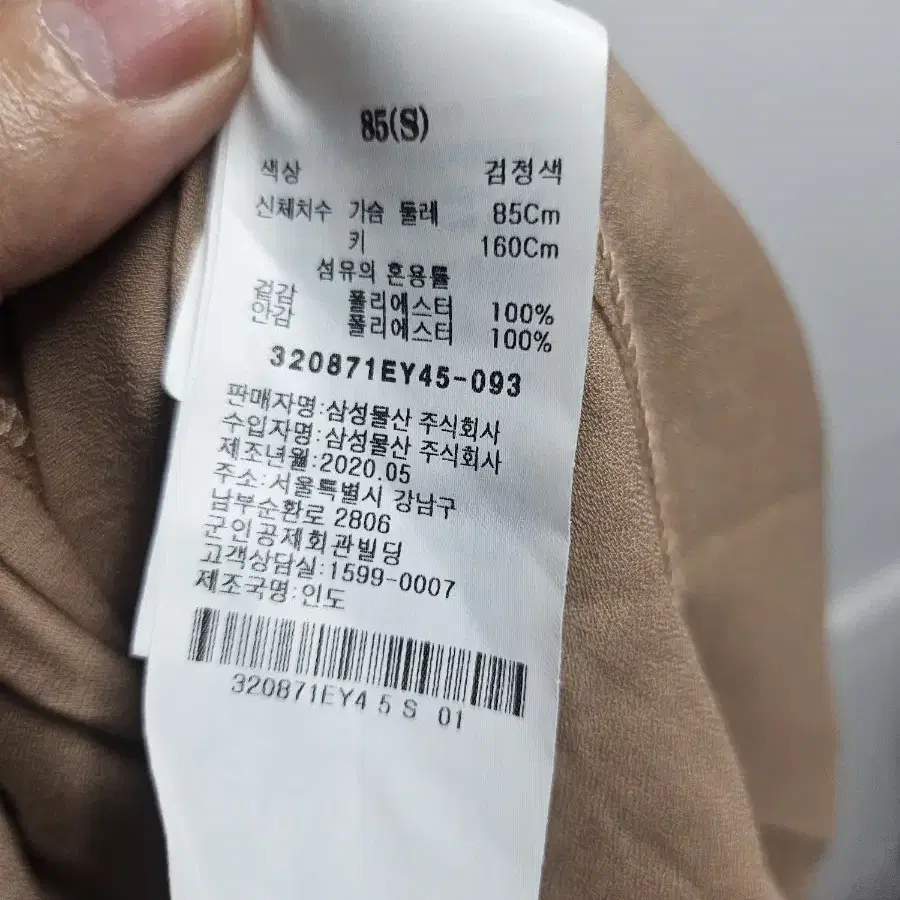 85(S)
색상 검정색
신체치수 가슴 둘레 85Cm
키 160Cm
섬유의 혼용률
겉감 폴리에스터 100%
안감 폴리에스터 100%
320871EY45-093
판매자명:삼성물산 주식회사
수입자명:삼성물산 주식회사
제조년월:2020.05
주소:서울특별시 강남구
남부순환로 2806
군인공제회관빌딩
고객상담실:1599-0007
제조국명:인도
320871EY4 5 S 01